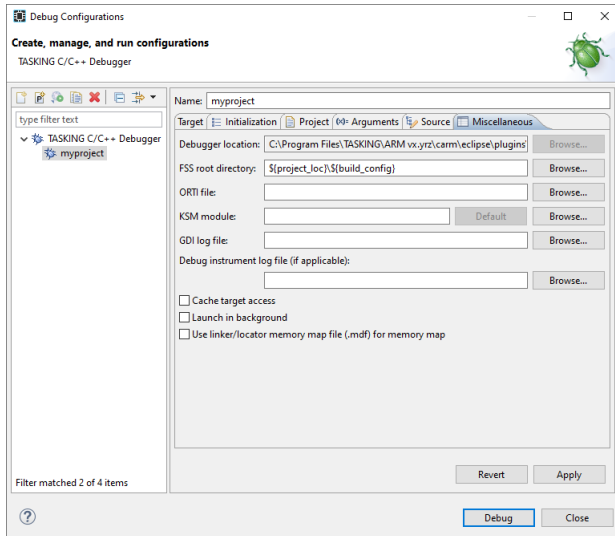 Debug Configurations
Create, manage, and run configurations
TASKING C/C++ Debugger
type filter text
TASKING C/C++ Debugger
myproject
Filter matched 2 of 4 items
Name: myproject
Target Initialization Project (x)= Arguments Source Miscellaneous
Debugger location: C:\Program Files\TASKING\ARM vx.yrz\carm\eclipse\plugins\ Browse...
FSS root directory: ${project_loc}\${build_config} Browse...
ORTI file: Browse...
KSM module: Default Browse...
GDI log file: Browse...
Debug instrument log file (if applicable):
Browse...
Cache target access
Launch in background
Use linker/locator memory map file (.mdf) for memory map
Revert Apply
? Debug Close